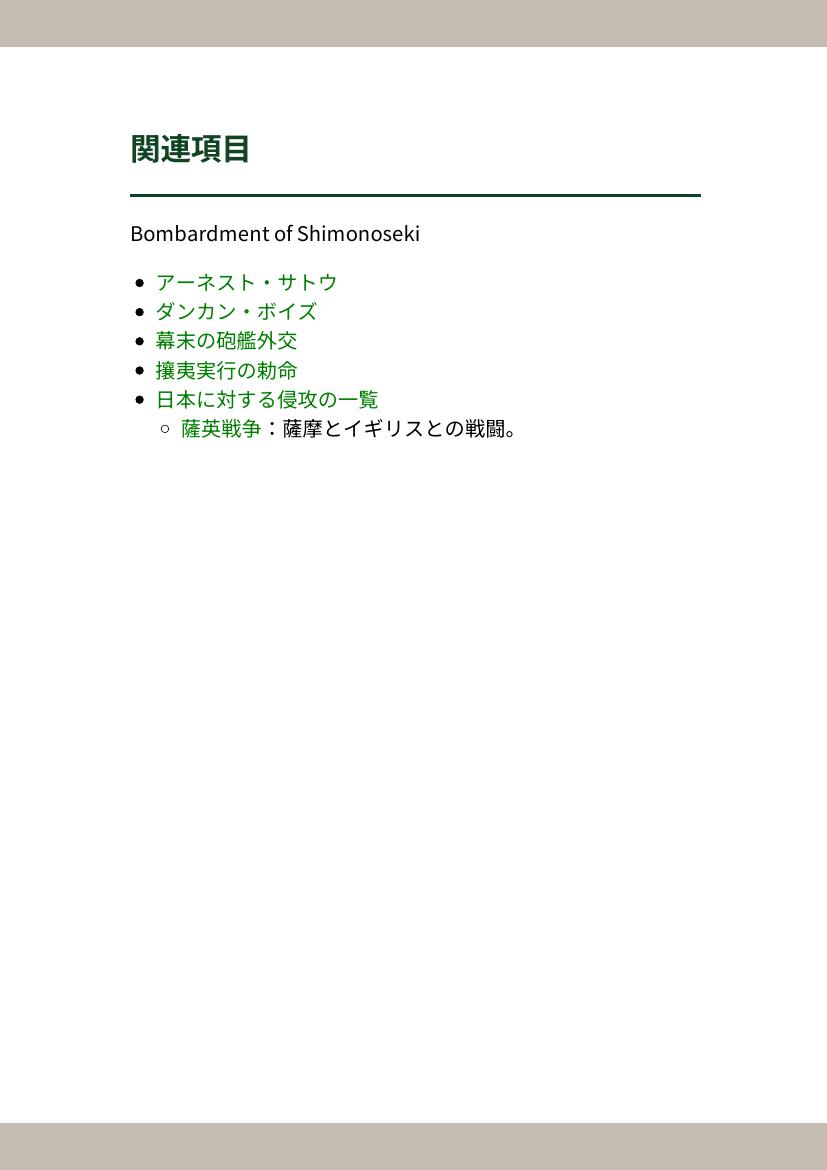 関連項目
Bombardment of Shimonoseki
アーネスト・サトウ
ダンカン・ボイズ
幕末の砲艦外交
攘夷実行の勅命
日本に対する侵攻の一覧
薩英戦争：薩摩とイギリスとの戦闘。